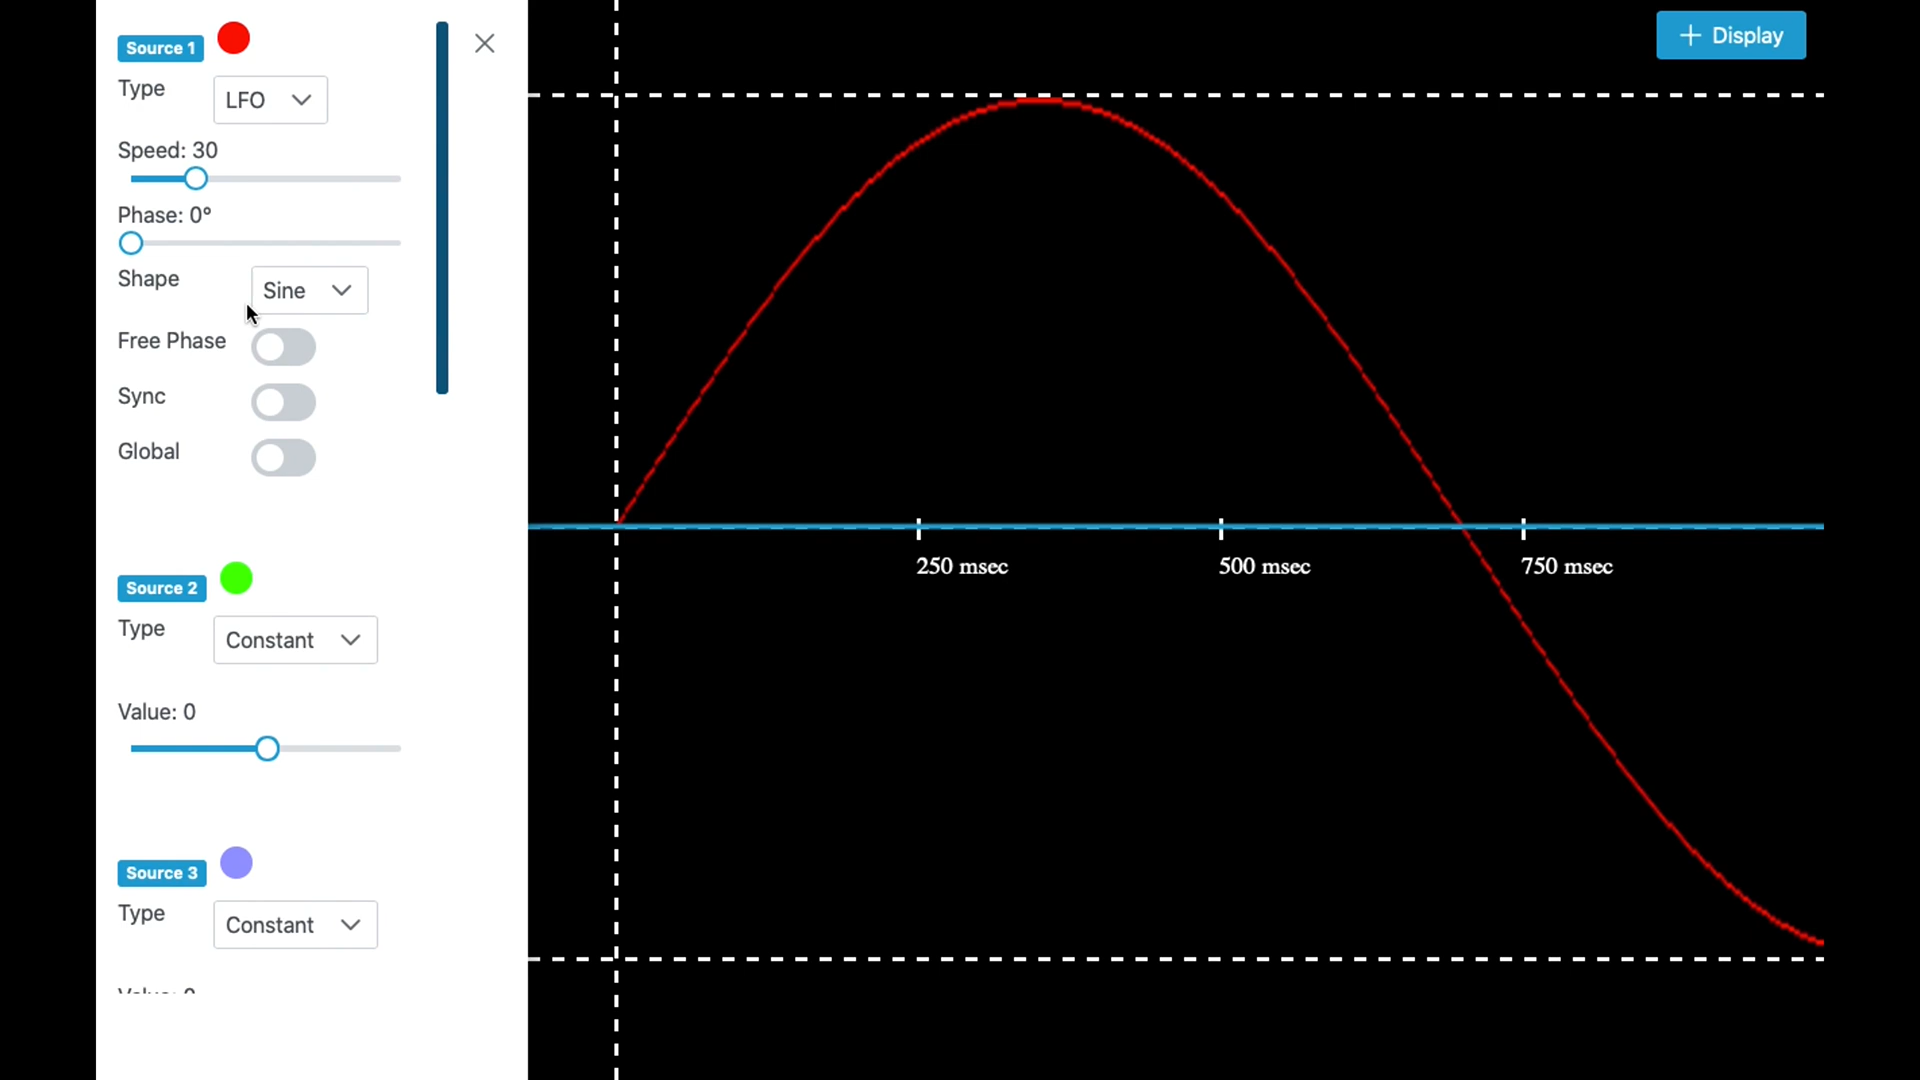 Source 1
Type
LFO
Speed: 30
Phase: 0°
Shape
Sine
Free Phase
Sync
Global
Source 2
Type
Constant
Value: 0
Source 3
Type
Constant
+ Display
250 msec
500 msec
750 msec